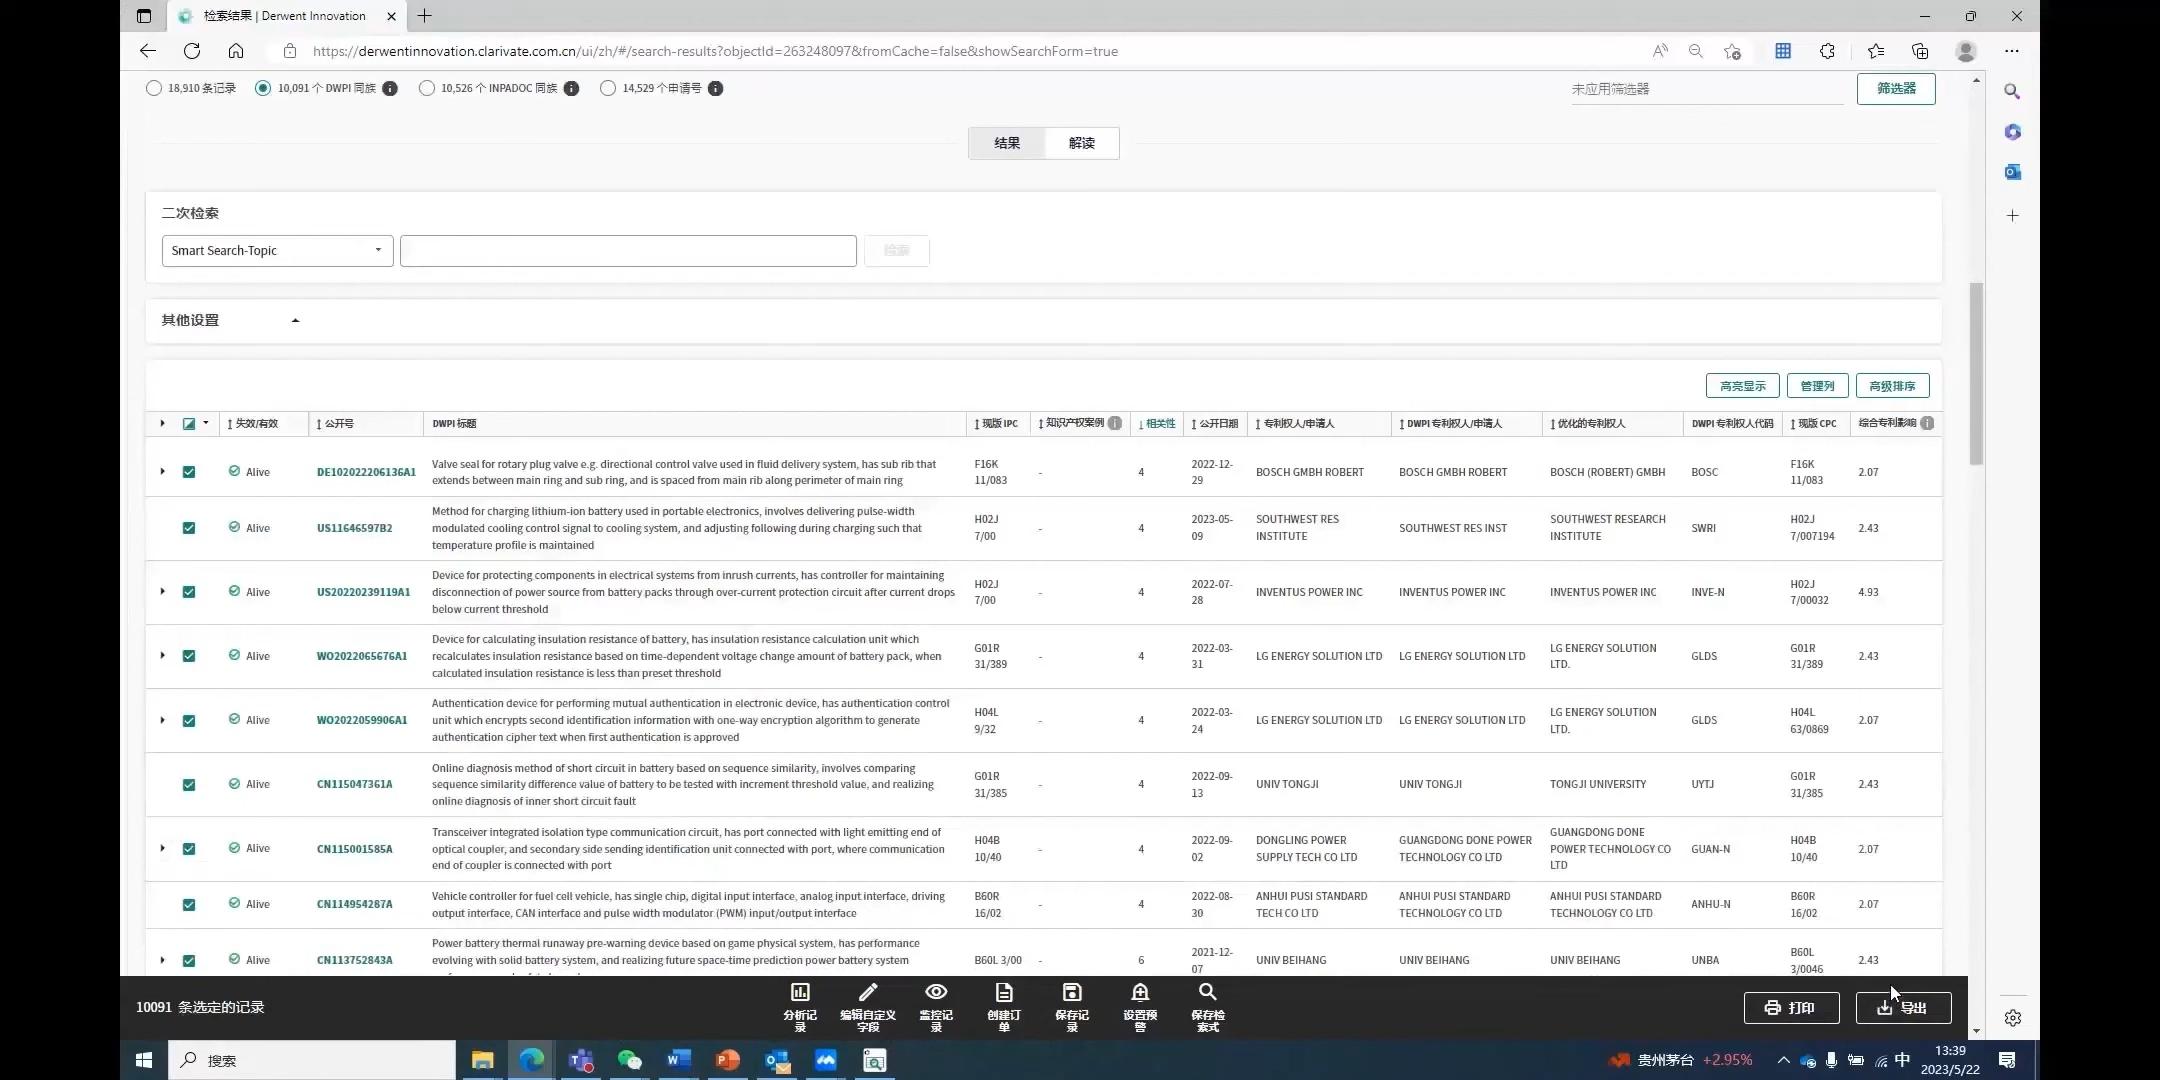 检索结果 | Derwent Innovation
https://derwentinnovation.clarivate.com.cn/ui/zh/#/search-results?objectId=263248097&fromCache=false&showSearchForm=true
18,910 条记录 10,091 个 DWPI 同族 10,526 个 INPADOC 同族 14,529 个申请号 未应用筛选器 筛选器
结果 解读
二次检索
Smart Search-Topic 检索
其他设置
高亮显示 管理列 高级排序
失效/有效 公开号 DWPI 标题 现版 IPC 知识产权案例 相关性 公开日期 专利权人/申请人 DWPI 专利权人/申请人 优化的专利权人 DWPI 专利权人代码 现版 CPC 综合专利影响
Alive DE102022206136A1 Valve seal for rotary plug valve e.g. directional control valve used in fluid delivery system, has sub rib that extends between main ring and sub ring, and is spaced from main rib along perimeter of main ring F16K 11/083 - 4 2022-12-29 BOSCH GMBH ROBERT BOSCH GMBH ROBERT BOSCH (ROBERT) GMBH BOSC F16K 11/083 2.07
Alive US11646597B2 Method for charging lithium-ion battery used in portable electronics, involves delivering pulse-width modulated cooling control signal to cooling system, and adjusting following during charging such that temperature profile is maintained H02J 7/00 - 4 2023-05-09 SOUTHWEST RES INSTITUTE SOUTHWEST RES INST SOUTHWEST RESEARCH INSTITUTE SWRI H02J 7/007194 2.43
Alive US20220239119A1 Device for protecting components in electrical systems from inrush currents, has controller for maintaining disconnection of power source from battery packs through over-current protection circuit after current drops below current threshold H02J 7/00 - 4 2022-07-28 INVENTUS POWER INC INVENTUS POWER INC INVENTUS POWER INC INVE-N H02J 7/00032 4.93
Alive WO2022065676A1 Device for calculating insulation resistance of battery, has insulation resistance calculation unit which recalculates insulation resistance based on time-dependent voltage change amount of battery pack, when calculated insulation resistance is less than preset threshold G01R 31/389 - 4 2022-03-31 LG ENERGY SOLUTION LTD LG ENERGY SOLUTION LTD LG ENERGY SOLUTION LTD. GLDS G01R 31/389 2.43
Alive WO2022059906A1 Authentication device for performing mutual authentication in electronic device, has authentication control unit which encrypts second identification information with one-way encryption algorithm to generate authentication cipher text when first authentication is approved H04L 9/32 - 4 2022-03-24 LG ENERGY SOLUTION LTD LG ENERGY SOLUTION LTD LG ENERGY SOLUTION LTD. GLDS H04L 63/0869 2.07
Alive CN115047361A Online diagnosis method of short circuit in battery based on sequence similarity, involves comparing sequence similarity difference value of battery to be tested with increment threshold value, and realizing online diagnosis of inner short circuit fault G01R 31/385 - 4 2022-09-13 UNIV TONGJI UNIV TONGJI TONGJI UNIVERSITY UYTJ G01R 31/385 2.43
Alive CN115001585A Transceiver integrated isolation type communication circuit, has port connected with light emitting end of optical coupler, and secondary side sending identification unit connected with port, where communication end of coupler is connected with port H04B 10/40 - 4 2022-09-02 DONGLING POWER SUPPLY TECH CO LTD GUANGDONG DONE POWER TECHNOLOGY CO LTD GUANGDONG DONE POWER TECHNOLOGY CO LTD GUAN-N H04B 10/40 2.07
Alive CN114954287A Vehicle controller for fuel cell vehicle, has single chip, digital input interface, analog input interface, driving output interface, CAN interface and pulse width modulator (PWM) input/output interface B60R 16/02 - 4 2022-08-30 ANHUI PUSI STANDARD TECH CO LTD ANHUI PUSI STANDARD TECHNOLOGY CO LTD ANHUI PUSI STANDARD TECHNOLOGY CO LTD ANHU-N B60R 16/02 2.07
Alive CN113752843A Power battery thermal runaway pre-warning device based on game physical system, has performance evolving with solid battery system, and realizing future space-time prediction power battery system B60L 3/00 - 6 2021-12-07 UNIV BEIHANG UNIV BEIHANG UNIV BEIHANG UNBA B60L 3/0046 2.43
10091 条选定的记录 分析记录 编辑自定义字段 监控记录 创建订单 保存记录 设置预警 保存检索式 打印 导出
搜索 贵州茅台 +2.95% 中 13:39
2023/5/22